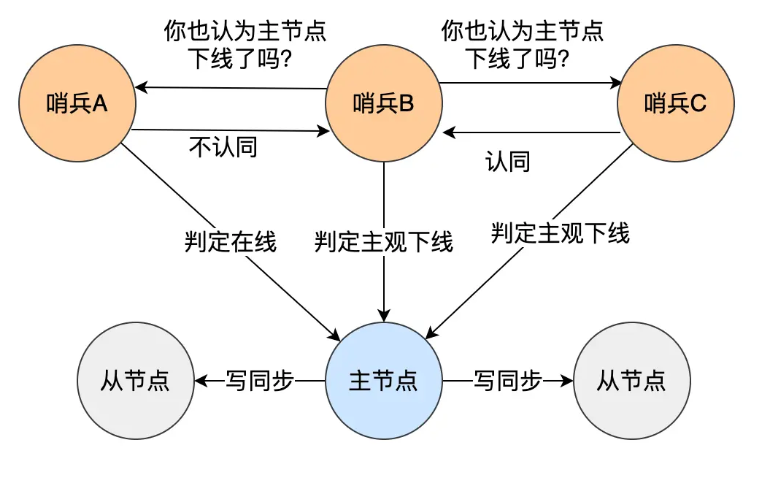 你也认为主节点
下线了吗？
你也认为主节点
下线了吗？
哨兵A
哨兵B
哨兵C
不认同
认同
判定在线
判定主观下线
判定主观下线
从节点
写同步
主节点
写同步
从节点